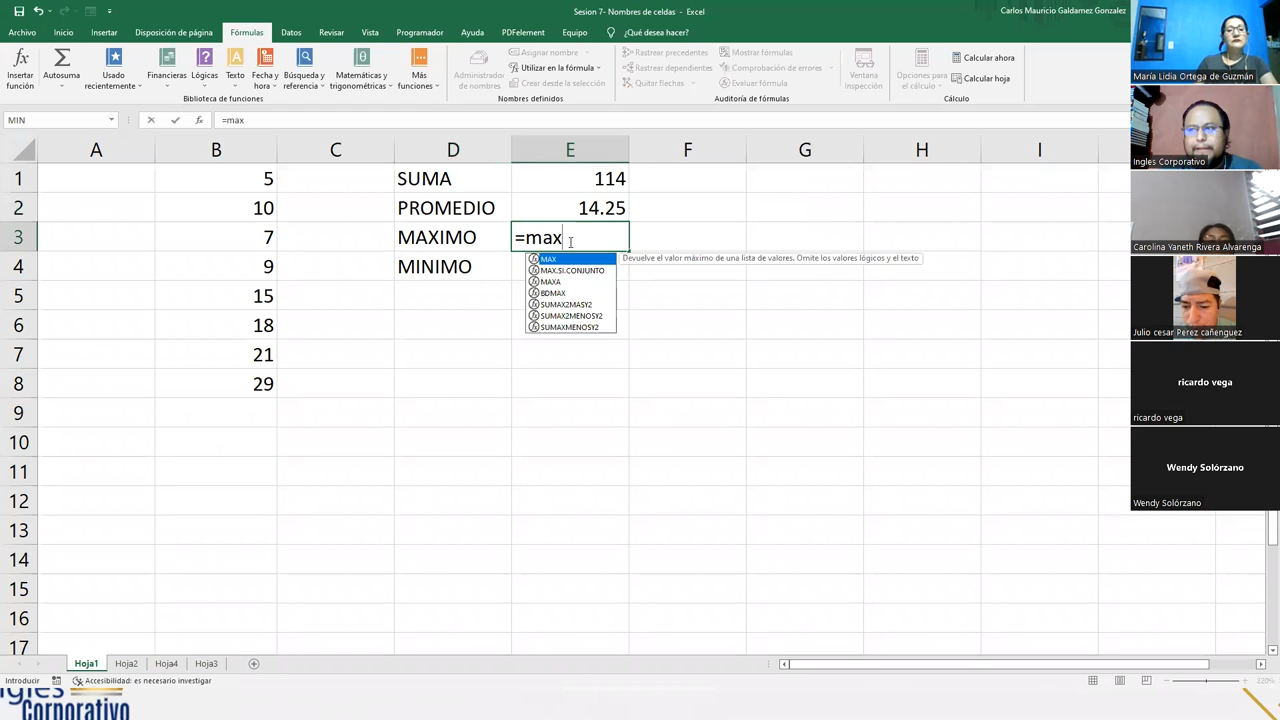 Sesion 7- Nombres de celdas - Excel
Carlos Mauricio Galdamez Gonzalez
Archivo Inicio Insertar Disposición de página Fórmulas Datos Revisar Vista Programador Ayuda PDFelement Equipo ¿Qué desea hacer?
Insertar función
Autosuma
Usado recientemente
Financieras
Lógicas
Texto
Fecha y hora
Búsqueda y referencia
Matemáticas y trigonométricas
Más funciones
Biblioteca de funciones
Administrador de nombres
Asignar nombre
Utilizar en la fórmula
Crear desde la selección
Nombres definidos
Rastrear precedentes
Rastrear dependientes
Quitar flechas
Mostrar fórmulas
Comprobación de errores
Evaluar fórmula
Auditoría de fórmulas
Ventana Inspección
Opciones para el cálculo
Calcular ahora
Calcular hoja
Cálculo
MIN
fx
=max
A B C D E F G H I
1 5 SUMA 114
2 10 PROMEDIO 14.25
3 7 MAXIMO =max
4 9 MINIMO
MAX
Devuelve el valor máximo de una lista de valores. Omite los valores lógicos y el texto
MAX.SI.CONJUNTO
MAXA
BDMAX
SUMAX2MASY2
SUMAX2MENOSY2
SUMAXMENOSY2
5 15
6 18
7 21
8 29
9
10
11
12
13
14
15
16
17
Hoja1 Hoja2 Hoja4 Hoja3
Introducir
Accesibilidad: es necesario investigar
220%
Ingles
Corporativo
María Lidia Ortega de Guzmán
Ingles Corporativo
Carolina Yaneth Rivera Alvarenga
Julio cesar Perez cañenguez
ricardo vega
ricardo vega
Wendy Solórzano
Wendy Solórzano